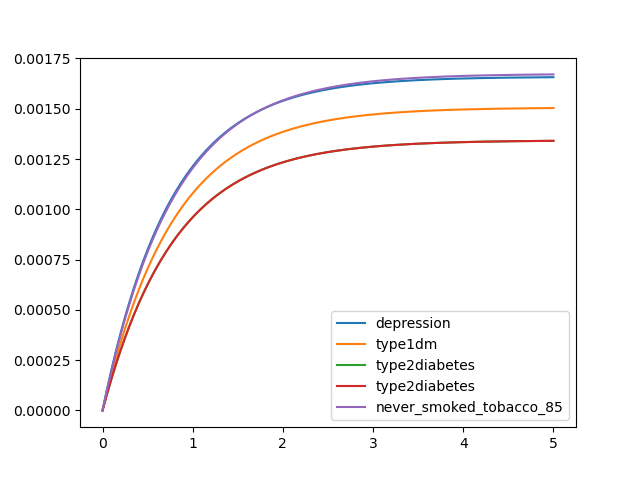 0.00175
0.00150
0.00125
0.00100
0.00075
0.00050
0.00025
0.00000
0 1 2 3 4 5
depression
type1dm
type2diabetes
type2diabetes
never_smoked_tobacco_85